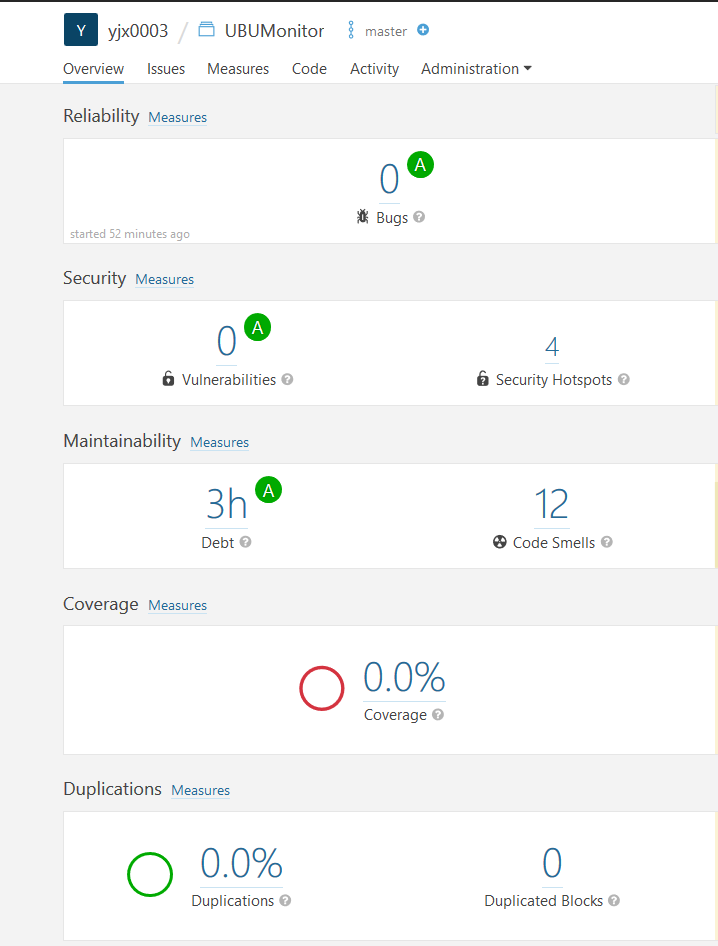 Y yjx0003 / UBUMonitor master
Overview Issues Measures Code Activity Administration
Reliability Measures
0 A
Bugs ?
started 52 minutes ago
Security Measures
0 A 4
Vulnerabilities ? Security Hotspots ?
Maintainability Measures
3h A 12
Debt ? Code Smells ?
Coverage Measures
0.0%
Coverage ?
Duplications Measures
0.0% 0
Duplications ? Duplicated Blocks ?